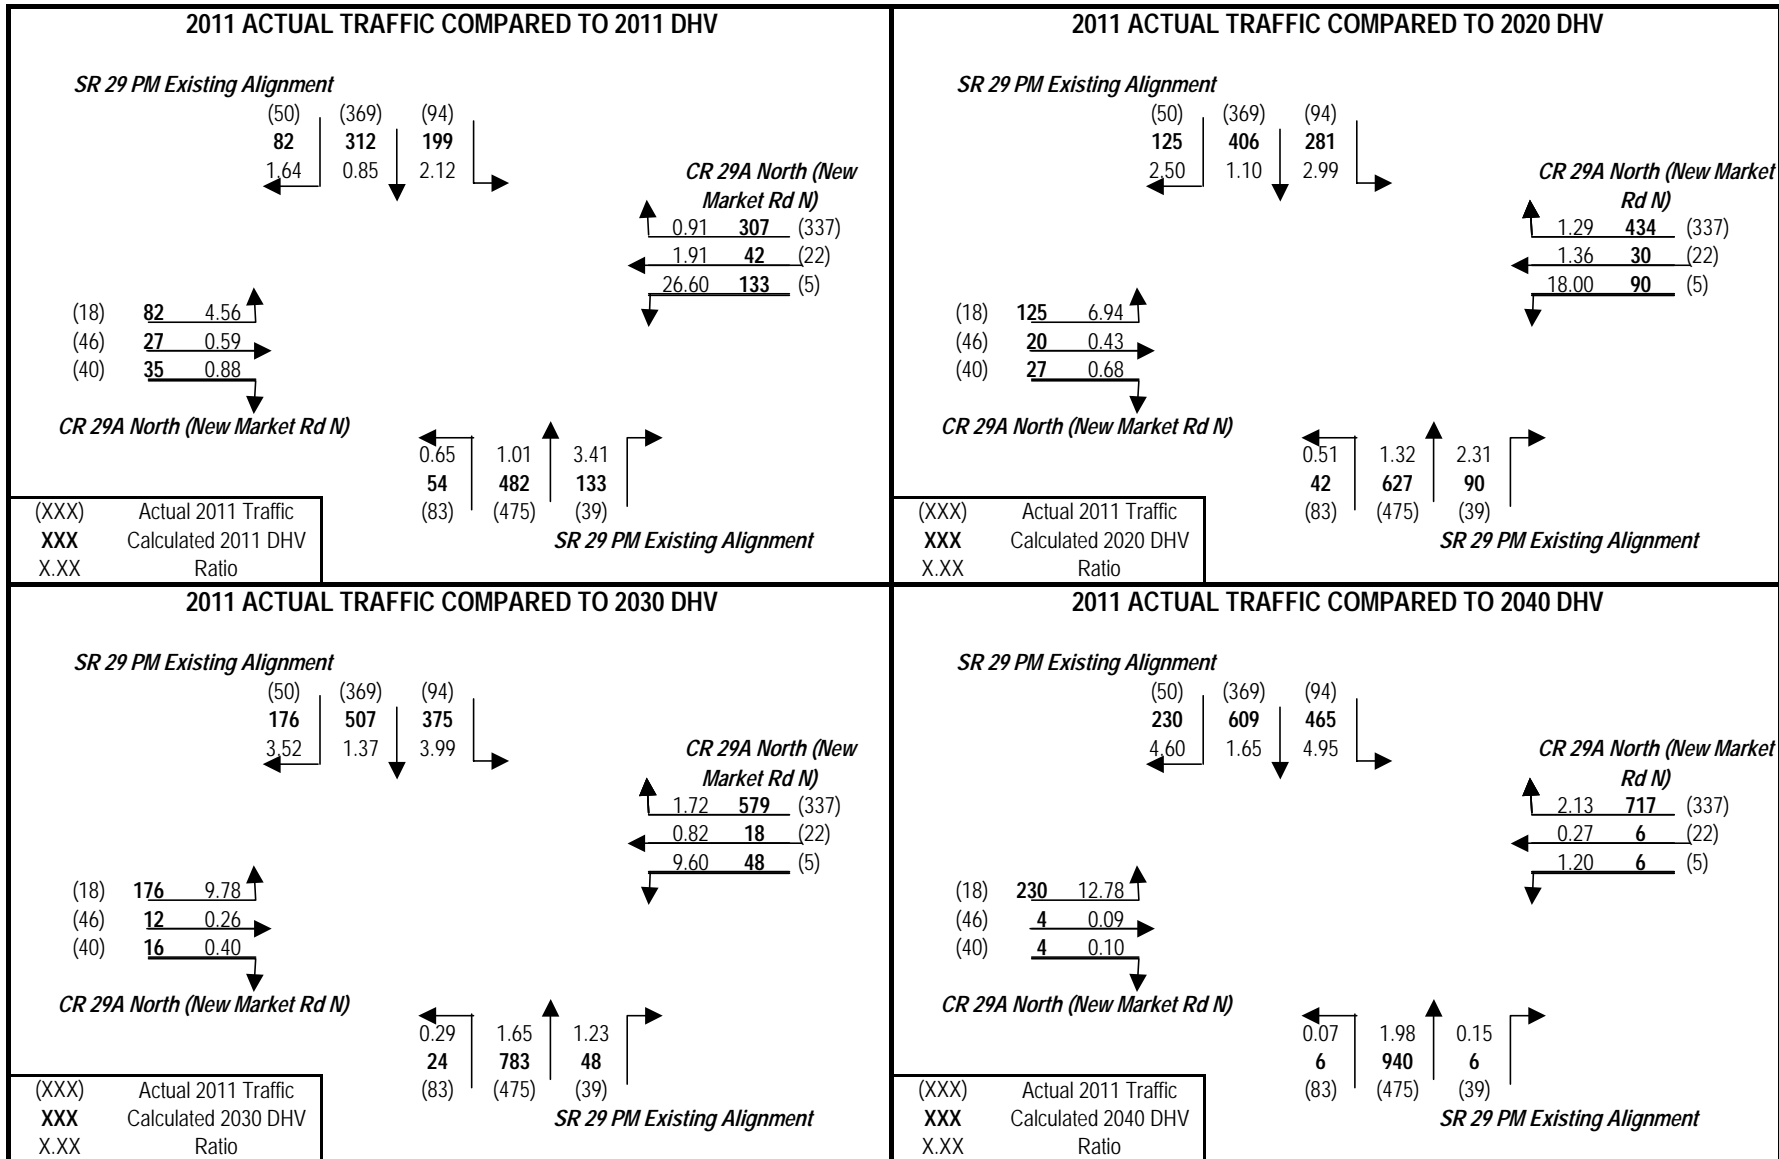 2011 ACTUAL TRAFFIC COMPARED TO 2011 DHV
SR 29 PM Existing Alignment
(50) (369) (94)
82 312 199
1.64 0.85 2.12
CR 29A North (New
Market Rd N)
0.91 307 (337)
1.91 42 (22)
26.60 133 (5)
(18) 82 4.56
(46) 27 0.59
(40) 35 0.88
CR 29A North (New Market Rd N)
0.65 1.01 3.41
54 482 133
(83) (475) (39)
SR 29 PM Existing Alignment
(XXX) Actual 2011 Traffic
XXX Calculated 2011 DHV
X.XX Ratio
2011 ACTUAL TRAFFIC COMPARED TO 2020 DHV
SR 29 PM Existing Alignment
(50) (369) (94)
125 406 281
2.50 1.10 2.99
CR 29A North (New Market
Rd N)
1.29 434 (337)
1.36 30 (22)
18.00 90 (5)
(18) 125 6.94
(46) 20 0.43
(40) 27 0.68
CR 29A North (New Market Rd N)
0.51 1.32 2.31
42 627 90
(83) (475) (39)
SR 29 PM Existing Alignment
(XXX) Actual 2011 Traffic
XXX Calculated 2020 DHV
X.XX Ratio
2011 ACTUAL TRAFFIC COMPARED TO 2030 DHV
SR 29 PM Existing Alignment
(50) (369) (94)
176 507 375
3.52 1.37 3.99
CR 29A North (New
Market Rd N)
1.72 579 (337)
0.82 18 (22)
9.60 48 (5)
(18) 176 9.78
(46) 12 0.26
(40) 16 0.40
CR 29A North (New Market Rd N)
0.29 1.65 1.23
24 783 48
(83) (475) (39)
SR 29 PM Existing Alignment
(XXX) Actual 2011 Traffic
XXX Calculated 2030 DHV
X.XX Ratio
2011 ACTUAL TRAFFIC COMPARED TO 2040 DHV
SR 29 PM Existing Alignment
(50) (369) (94)
230 609 465
4.60 1.65 4.95
CR 29A North (New Market
Rd N)
2.13 717 (337)
0.27 6 (22)
1.20 6 (5)
(18) 230 12.78
(46) 4 0.09
(40) 4 0.10
CR 29A North (New Market Rd N)
0.07 1.98 0.15
6 940 6
(83) (475) (39)
SR 29 PM Existing Alignment
(XXX) Actual 2011 Traffic
XXX Calculated 2040 DHV
X.XX Ratio